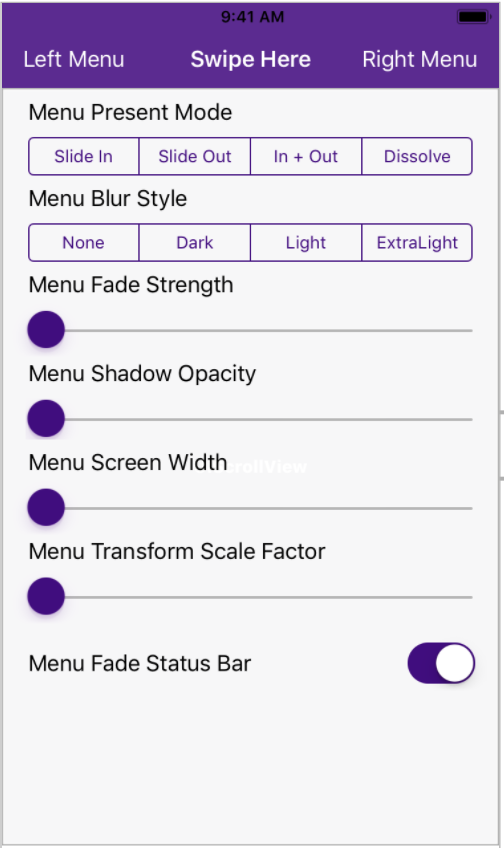 9:41 AM
Left Menu Swipe Here Right Menu
Menu Present Mode
Slide In Slide Out In + Out Dissolve
Menu Blur Style
None Dark Light ExtraLight
Menu Fade Strength
Menu Shadow Opacity
Menu Screen Width
Menu Transform Scale Factor
Menu Fade Status Bar